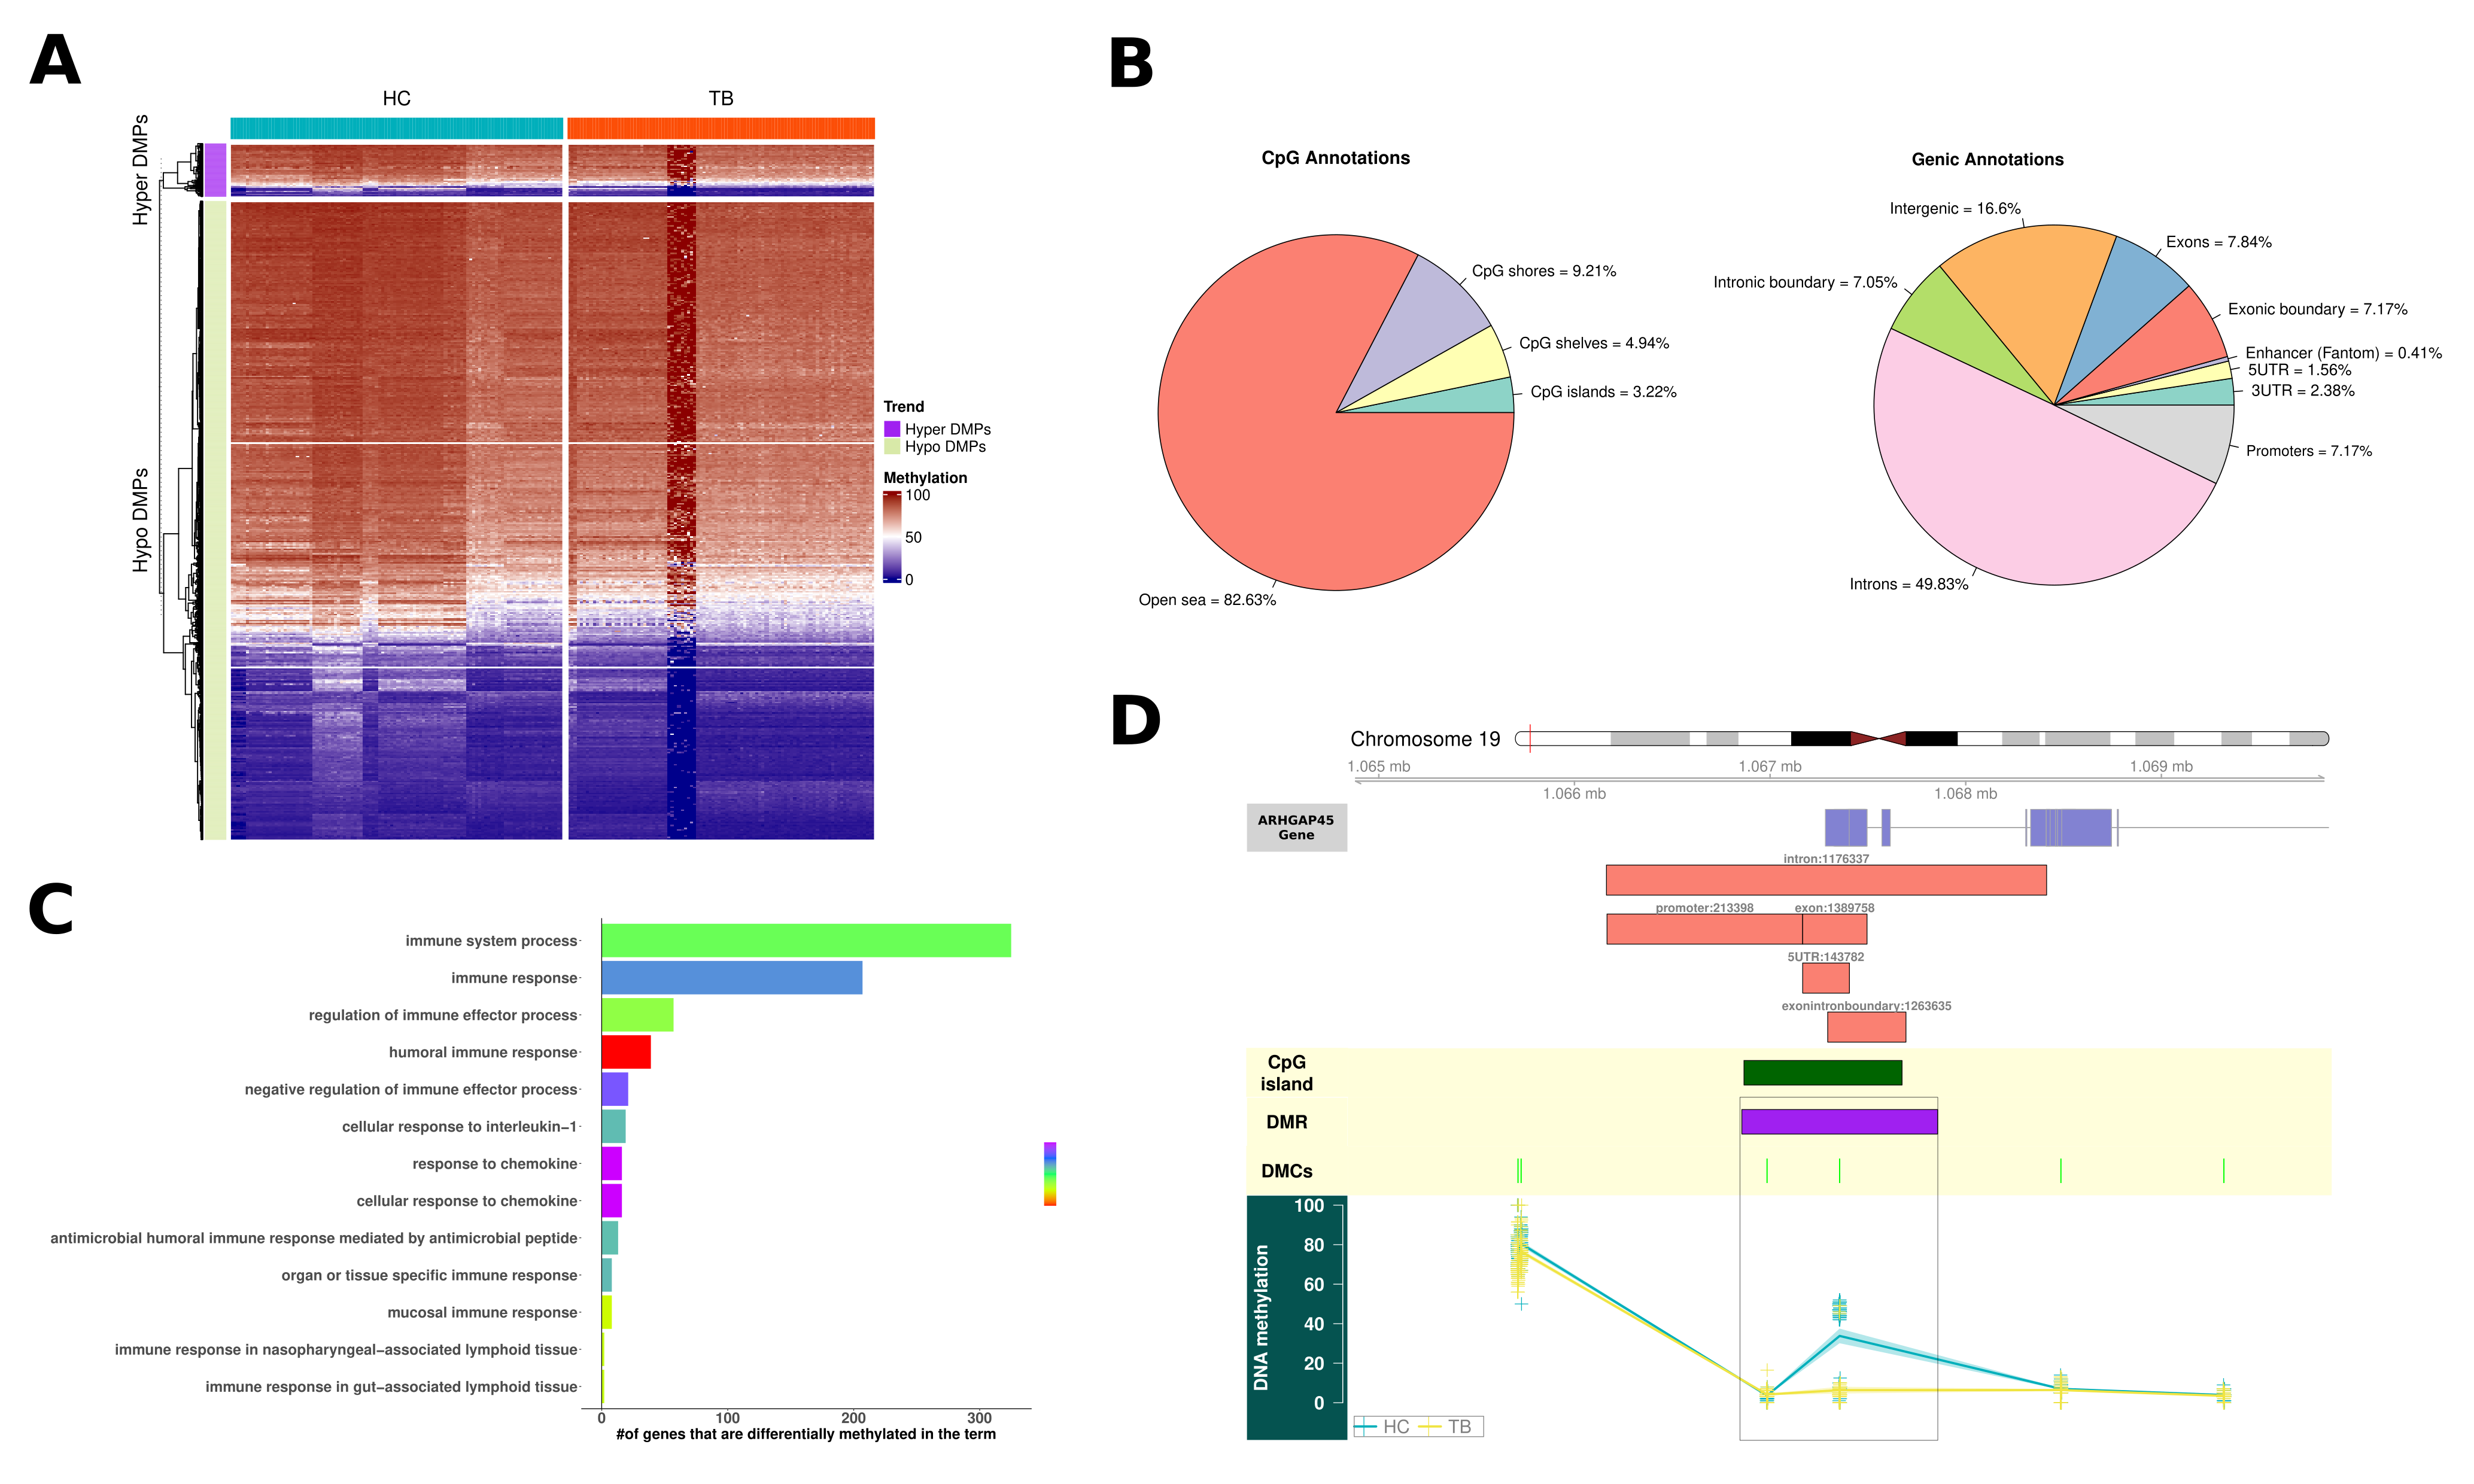 A
HC
TB
Hyper DMPs
Hypo DMPs
Trend
Hyper DMPs
Hypo DMPs
Methylation
100
50
0
B
CpG Annotations
CpG shores = 9.21%
CpG shelves = 4.94%
CpG islands = 3.22%
Open sea = 82.63%
Genic Annotations
Intergenic = 16.6%
Exons = 7.84%
Intronic boundary = 7.05%
Exonic boundary = 7.17%
Enhancer (Fantom) = 0.41%
5UTR = 1.56%
3UTR = 2.38%
Promoters = 7.17%
Introns = 49.83%
C
immune system process
immune response
regulation of immune effector process
humoral immune response
negative regulation of immune effector process
cellular response to interleukin−1
response to chemokine
cellular response to chemokine
antimicrobial humoral immune response mediated by antimicrobial peptide
organ or tissue specific immune response
mucosal immune response
immune response in nasopharyngeal−associated lymphoid tissue
immune response in gut−associated lymphoid tissue
0 100 200 300
#of genes that are differentially methylated in the term
D
Chromosome 19
1.065 mb 1.067 mb 1.069 mb
1.066 mb 1.068 mb
ARHGAP45
Gene
intron:1176337
promoter:213398 exon:1389758
5UTR:143782
exonintronboundary:1263635
CpG
island
DMR
DMCs
DNA methylation
100
80
60
40
20
0
HC TB